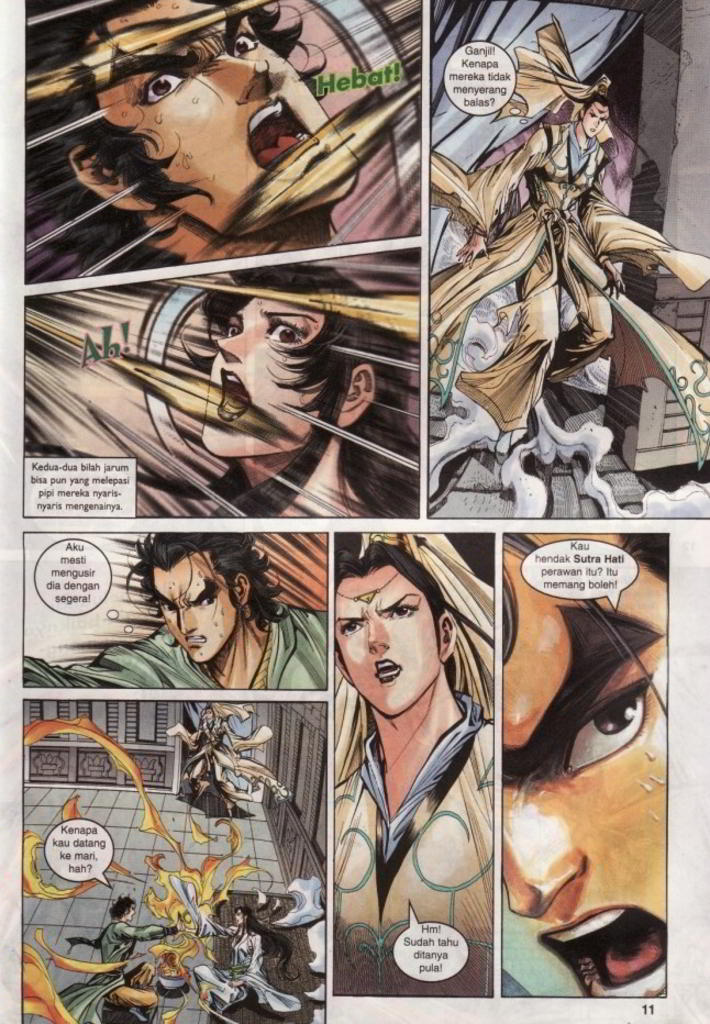 Hebat!
Ganjil!
Kenapa
mereka tidak
menyerang
balas?
Ah!
Kedua-dua bilah jarum
bisa pun yang melepasi
pipi mereka nyaris-
nyaris mengenainya.
Aku
mesti
mengusir
dia dengan
segera!
Kenapa
kau datang
ke mari,
hah?
Hm!
Sudah tahu
ditanya
pula!
Kau
hendak Sutra Hati
perawan itu? Itu
memang boleh!
11